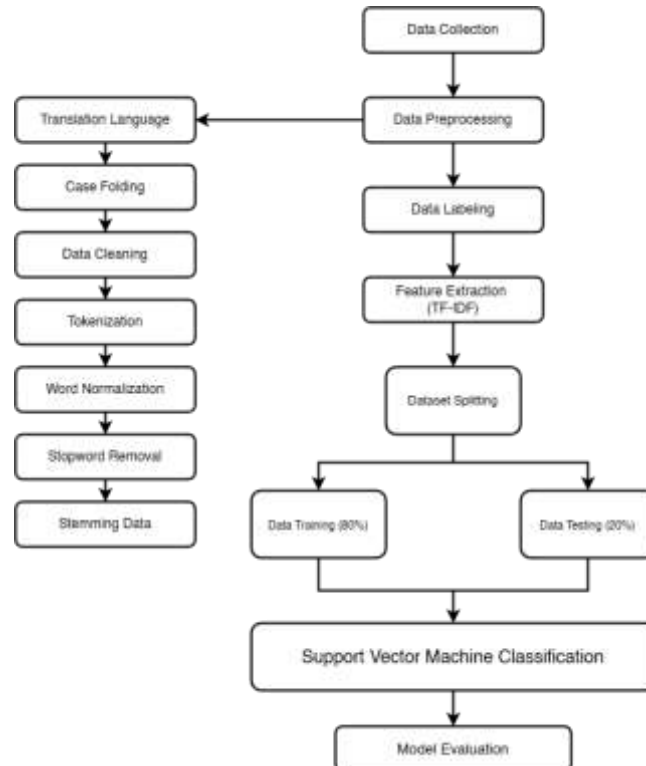 Data Collection
Translation Language
Data Preprocessing
Case Folding
Data Labeling
Data Cleaning
Feature Extraction
(TF-IDF)
Tokenization
Word Normalization
Dataset Splitting
Stopword Removal
Stemming Data
Data Training (80%)
Data Testing (20%)
Support Vector Machine Classification
Model Evaluation